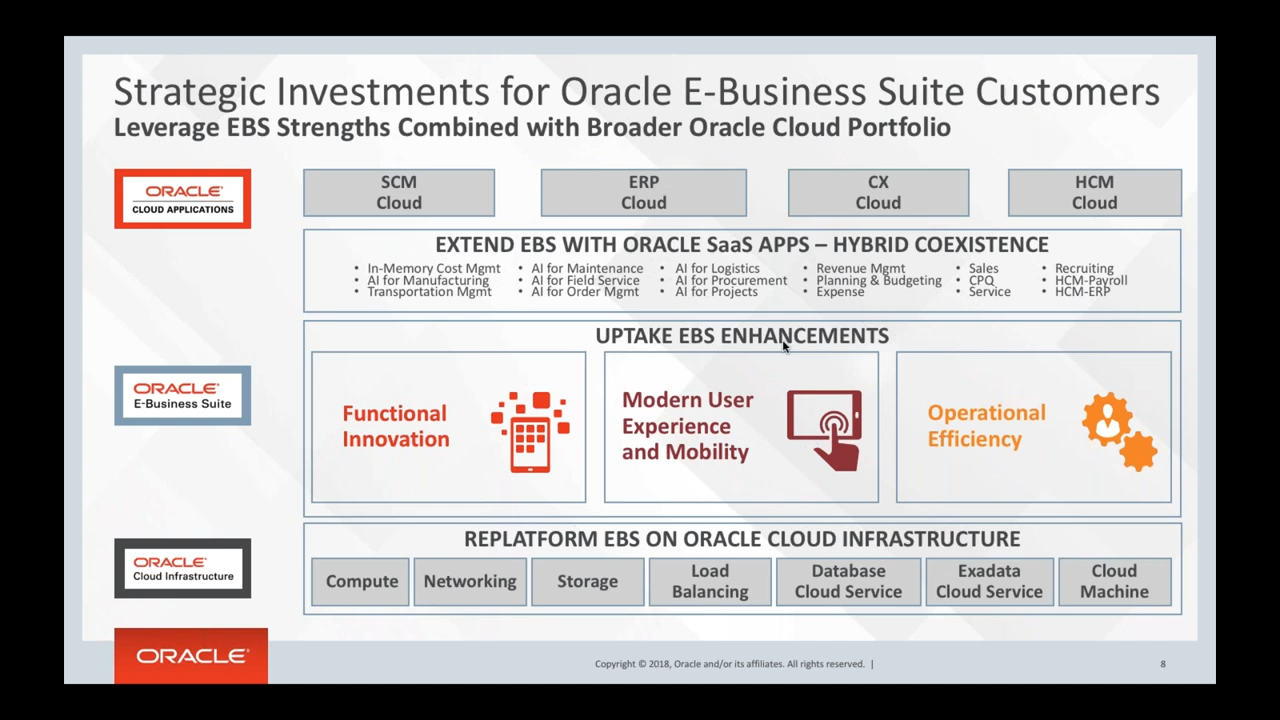 Strategic Investments for Oracle E-Business Suite Customers
Leverage EBS Strengths Combined with Broader Oracle Cloud Portfolio
ORACLE®
CLOUD APPLICATIONS
SCM
Cloud
ERP
Cloud
CX
Cloud
HCM
Cloud
EXTEND EBS WITH ORACLE SaaS APPS – HYBRID COEXISTENCE
• In-Memory Cost Mgmt
• AI for Manufacturing
• Transportation Mgmt
• AI for Maintenance
• AI for Field Service
• AI for Order Mgmt
• AI for Logistics
• AI for Procurement
• AI for Projects
• Revenue Mgmt
• Planning & Budgeting
• Expense
• Sales
• CPQ
• Service
• Recruiting
• HCM-Payroll
• HCM-ERP
UPTAKE EBS ENHANCEMENTS
ORACLE®
E-Business Suite
Functional
Innovation
Modern User
Experience
and Mobility
Operational
Efficiency
REPLATFORM EBS ON ORACLE CLOUD INFRASTRUCTURE
ORACLE®
Cloud Infrastructure
Compute
Networking
Storage
Load
Balancing
Database
Cloud Service
Exadata
Cloud Service
Cloud
Machine
ORACLE®
Copyright © 2018, Oracle and/or its affiliates. All rights reserved. |
8